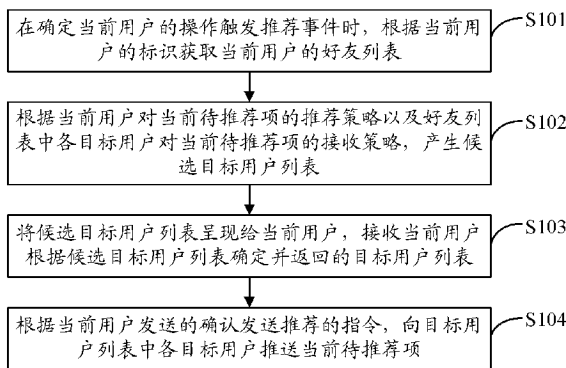 在确定当前用户的操作触发推荐事件时，根据当前用
户的标识获取当前用户的好友列表
S101
根据当前用户对当前待推荐项的推荐策略以及好友列
表中各目标用户对当前待推荐项的接收策略，产生候
选目标用户列表
S102
将候选目标用户列表呈现给当前用户，接收当前用户
根据候选目标用户列表确定并返回的目标用户列表
S103
根据当前用户发送的确认发送推荐的指令，向目标用
户列表中各目标用户推送当前待推荐项
S104